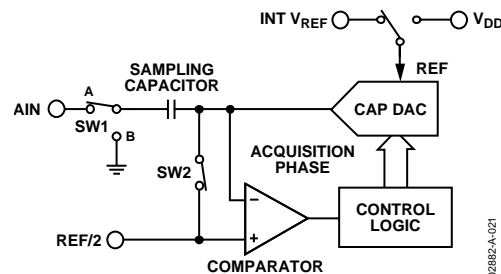 INT VREF
VDD
REF
SAMPLING
CAPACITOR
CAP DAC
AIN
A
SW1
B
SW2
ACQUISITION
PHASE
CONTROL
LOGIC
REF/2
–
+
COMPARATOR
02882-A-021